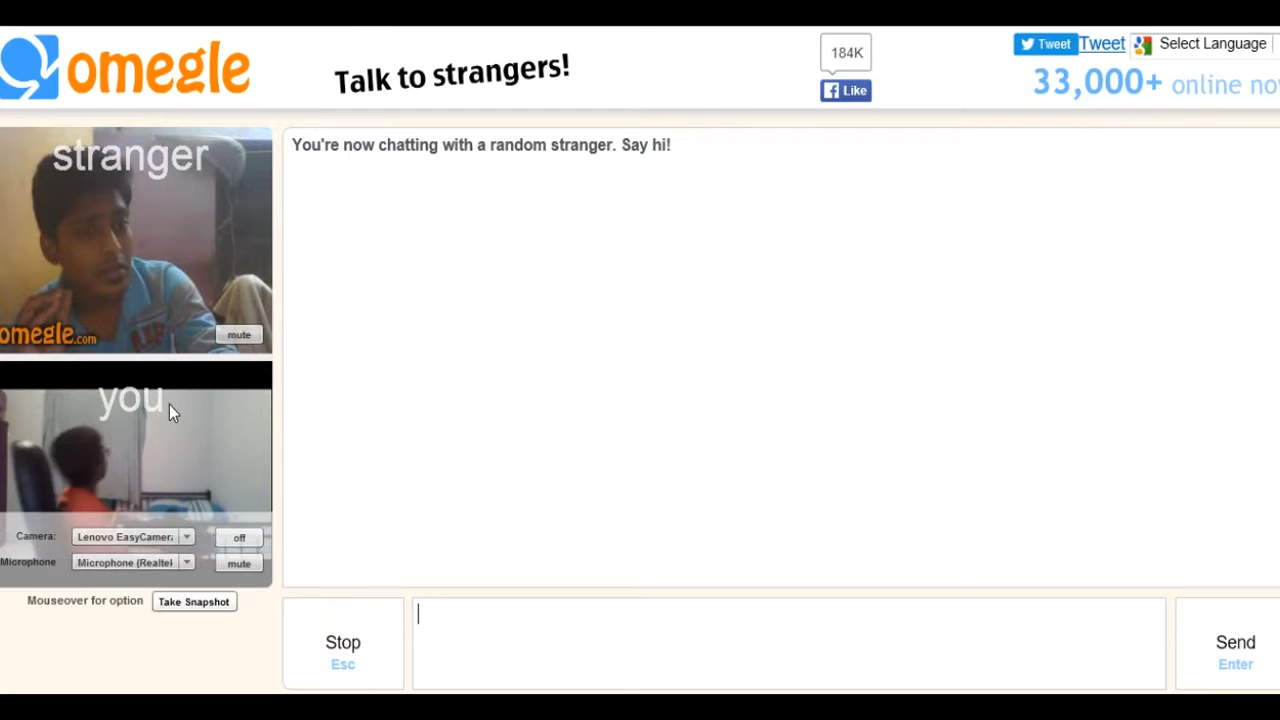 omegle
Talk to strangers!
184K
Like
Tweet
Tweet
Select Language
33,000+ online no
stranger
You're now chatting with a random stranger. Say hi!
omegle.com
mute
you
Camera:
Lenovo EasyCamer
off
Microphone
Microphone (Realtel
mute
Mouseover for option
Take Snapshot
Stop
Esc
Send
Enter